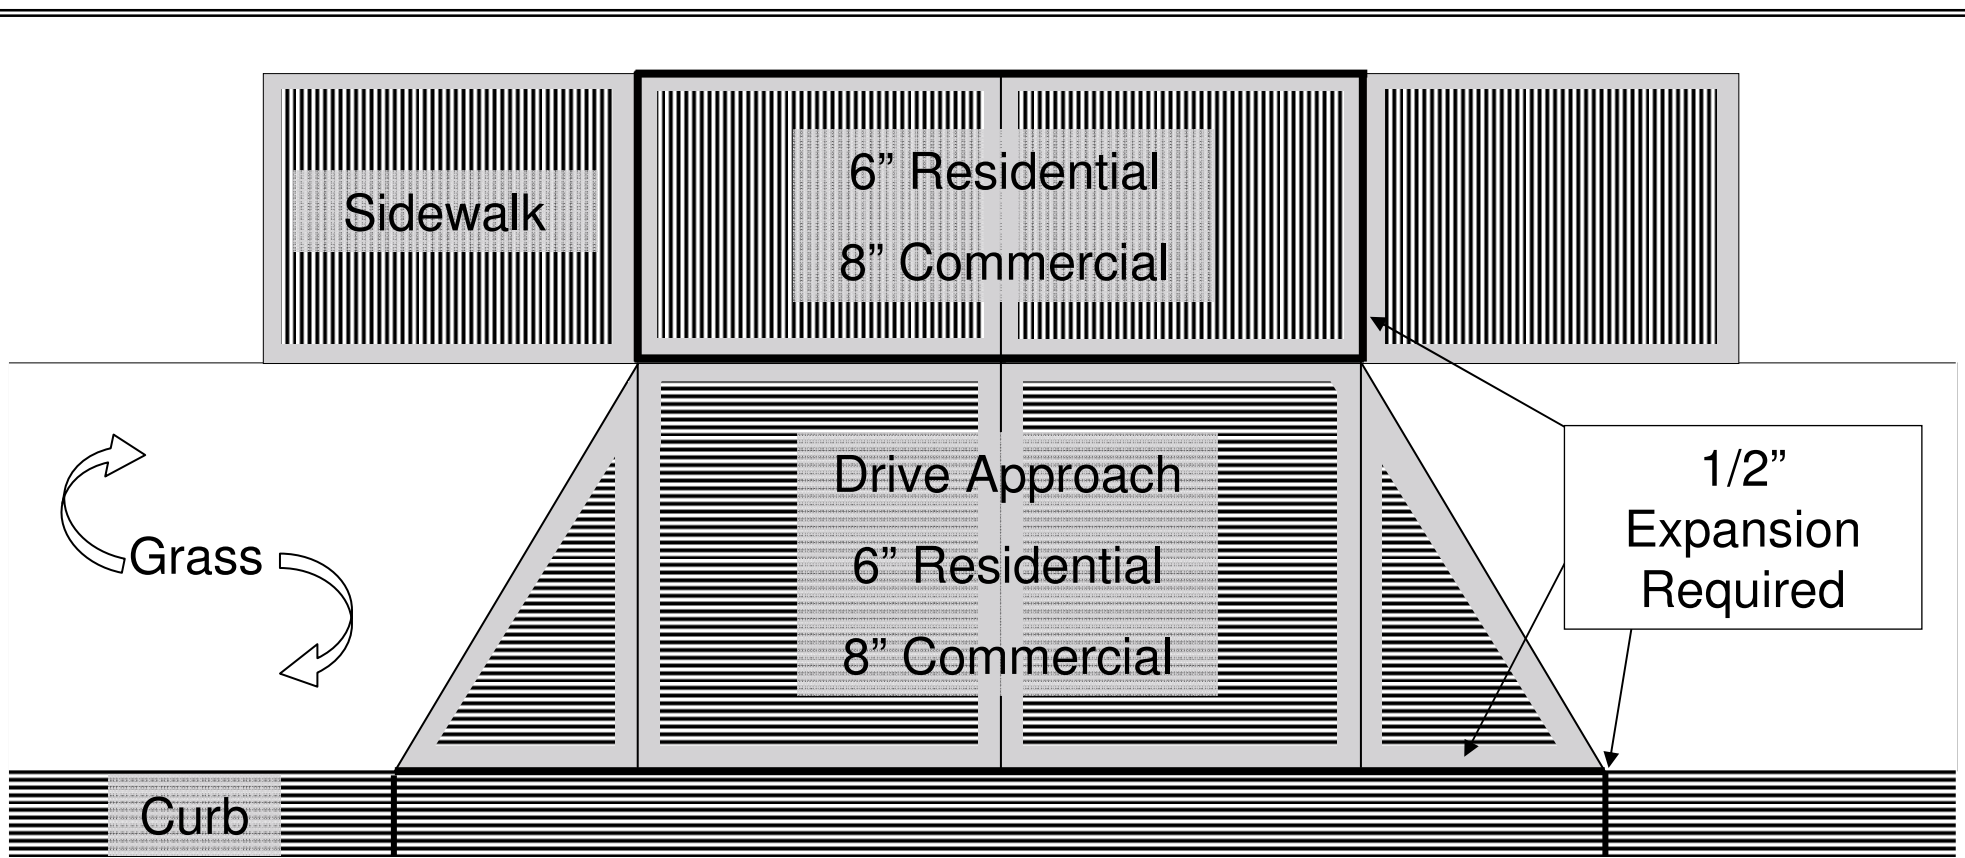 Sidewalk
6” Residential
8” Commercial
Drive Approach
6” Residential
8” Commercial
Grass
1/2”
Expansion
Required
Curb